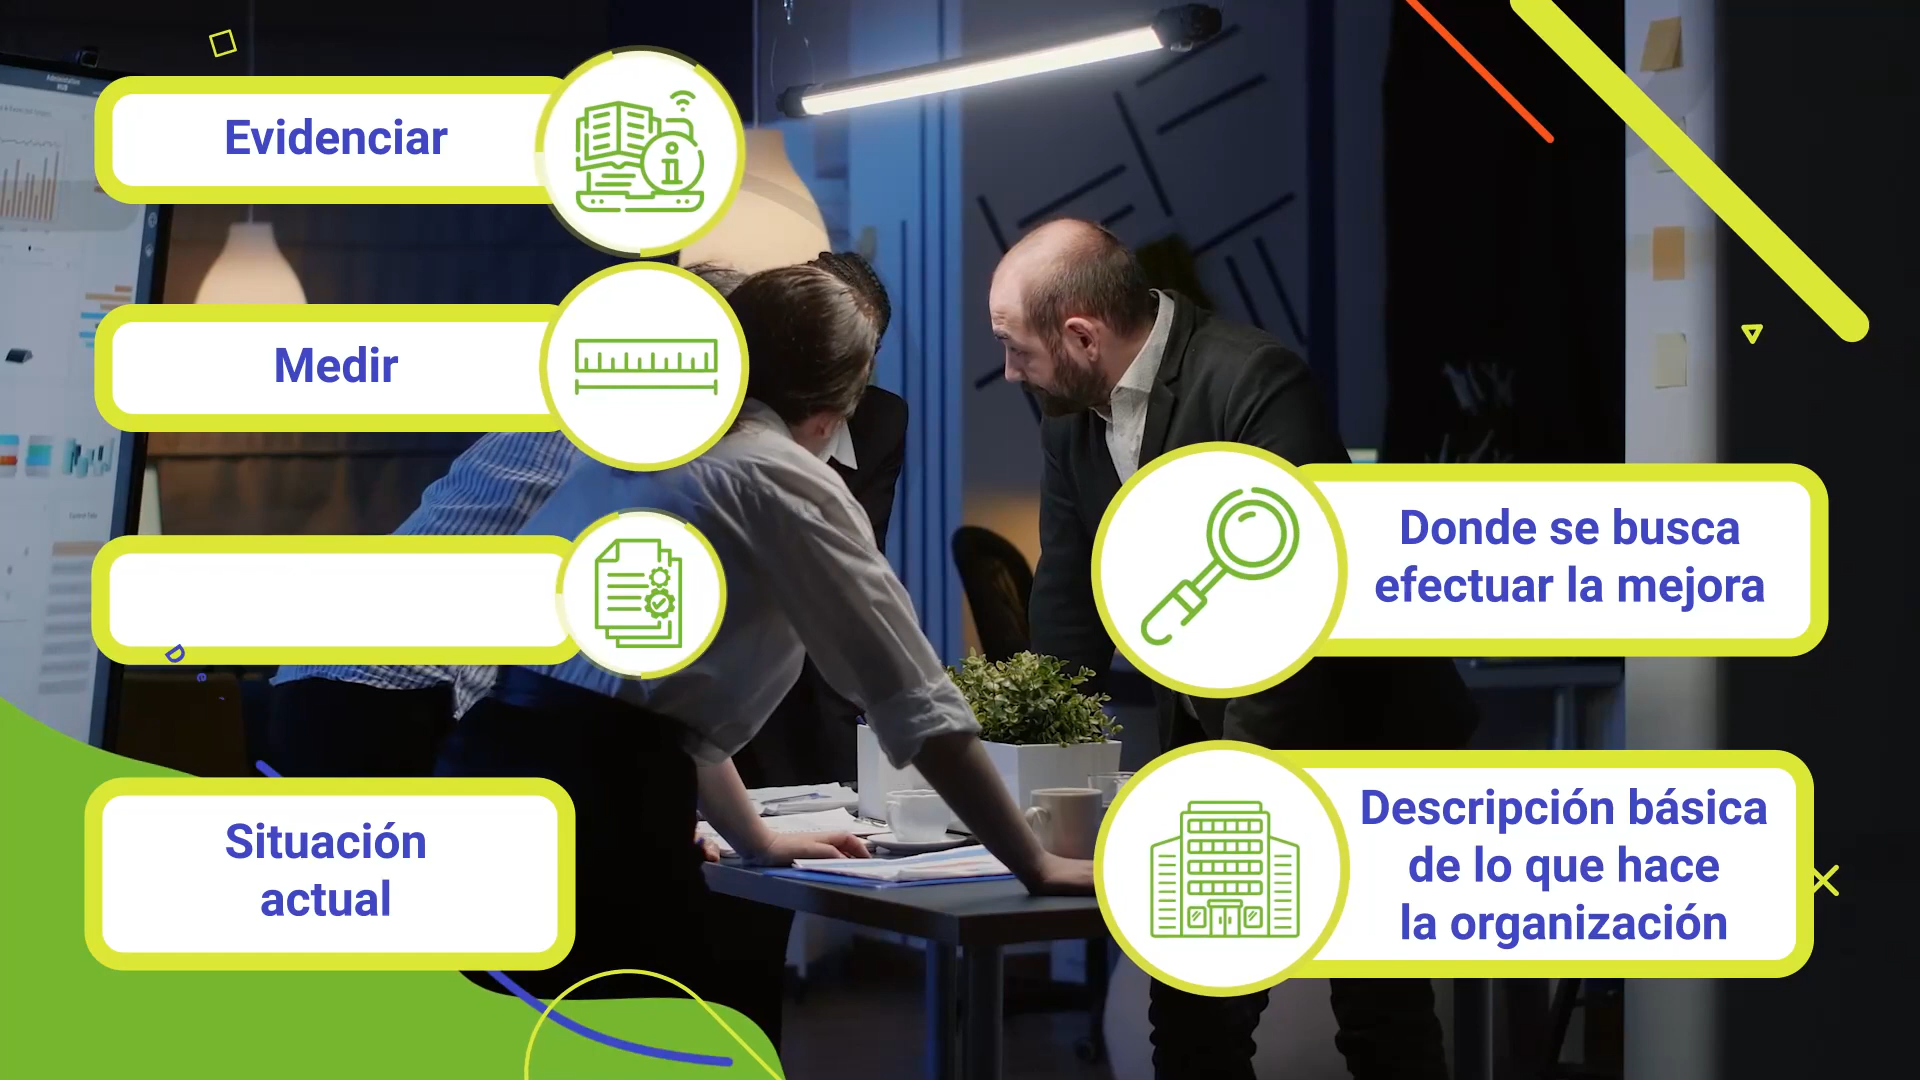 Evidenciar
Medir
Situación
actual
Donde se busca
efectuar la mejora
Descripción básica
de lo que hace
la organización